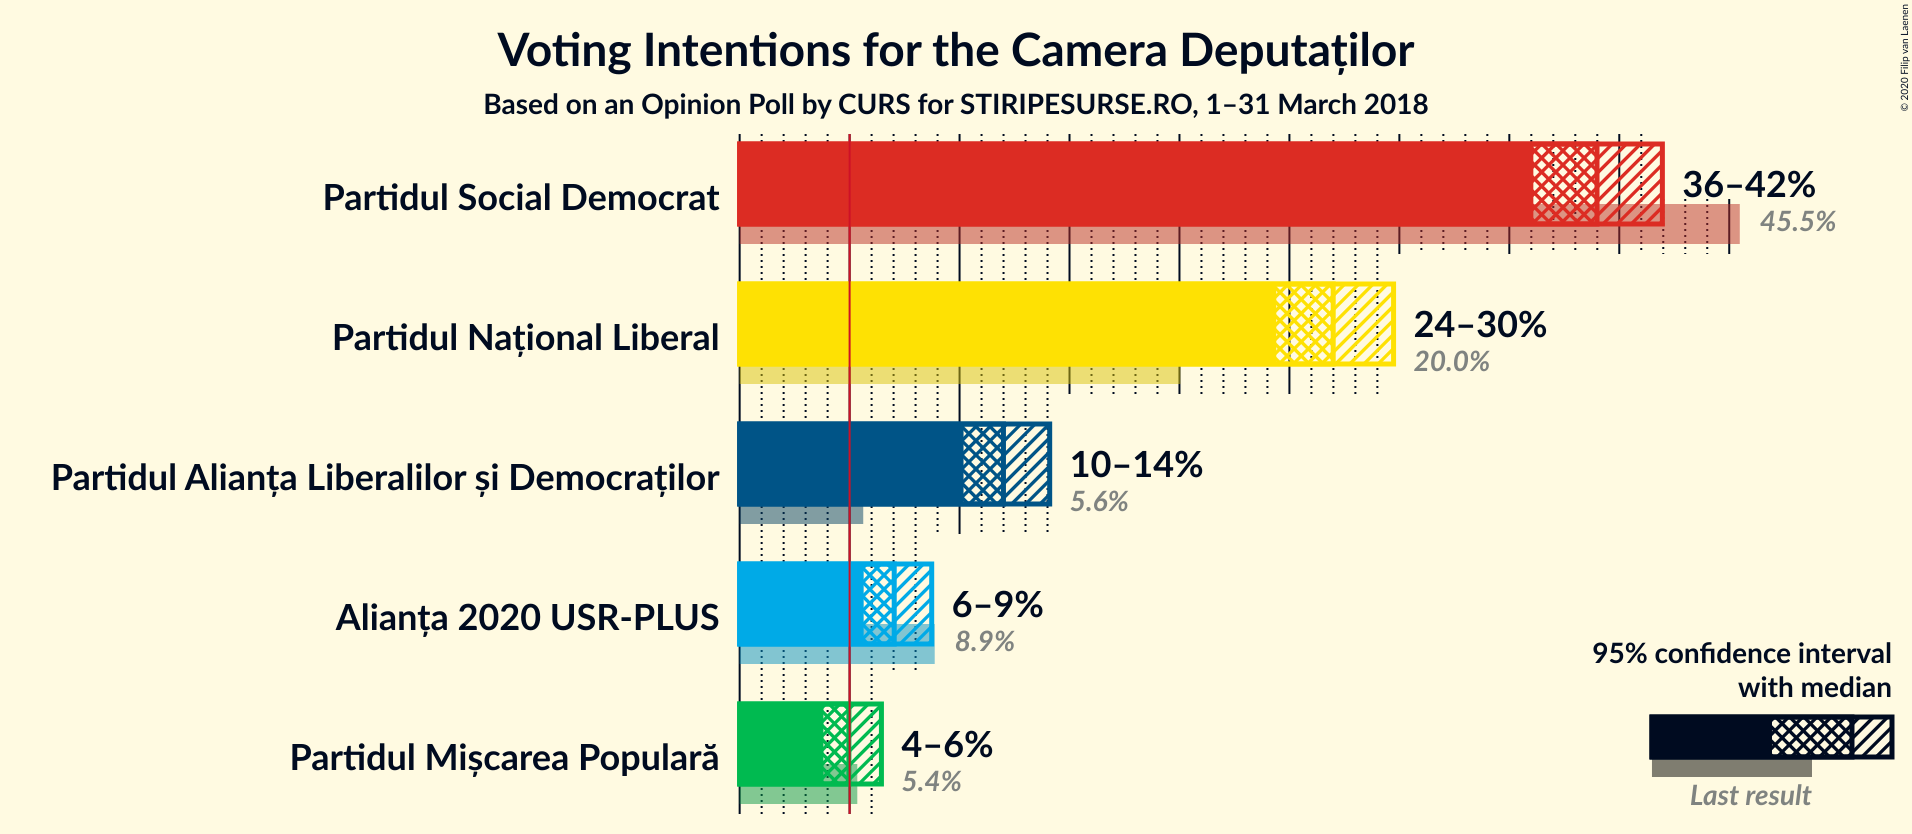 Voting Intentions for the Camera Deputaților
Based on an Opinion Poll by CURS for STIRIPESURSE.RO, 1–31 March 2018
© 2020 Filip van Laenen
Partidul Social Democrat
36–42%
45.5%
Partidul Național Liberal
24–30%
20.0%
Partidul Alianța Liberalilor și Democraților
10–14%
5.6%
Alianța 2020 USR-PLUS
6–9%
8.9%
Partidul Mișcarea Populară
4–6%
5.4%
95% confidence interval
with median
Last result